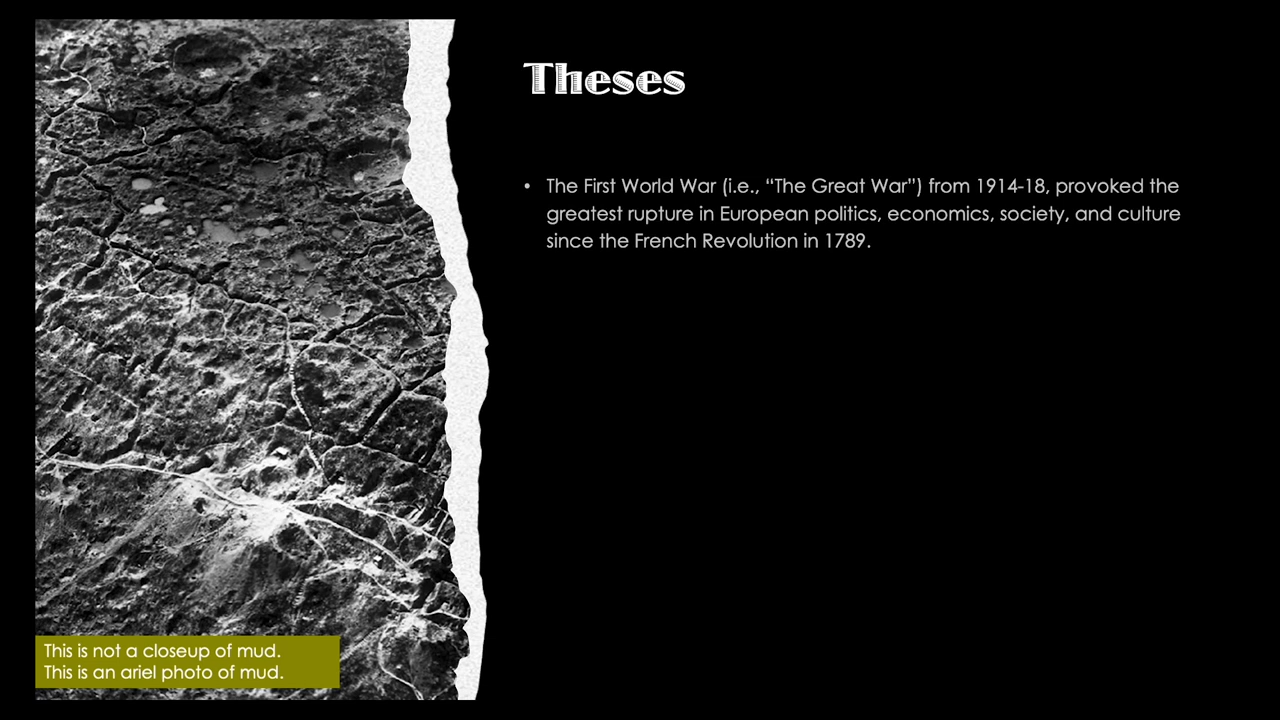 Theses
• The First World War (i.e., “The Great War”) from 1914-18, provoked the
greatest rupture in European politics, economics, society, and culture
since the French Revolution in 1789.
This is not a closeup of mud.
This is an ariel photo of mud.